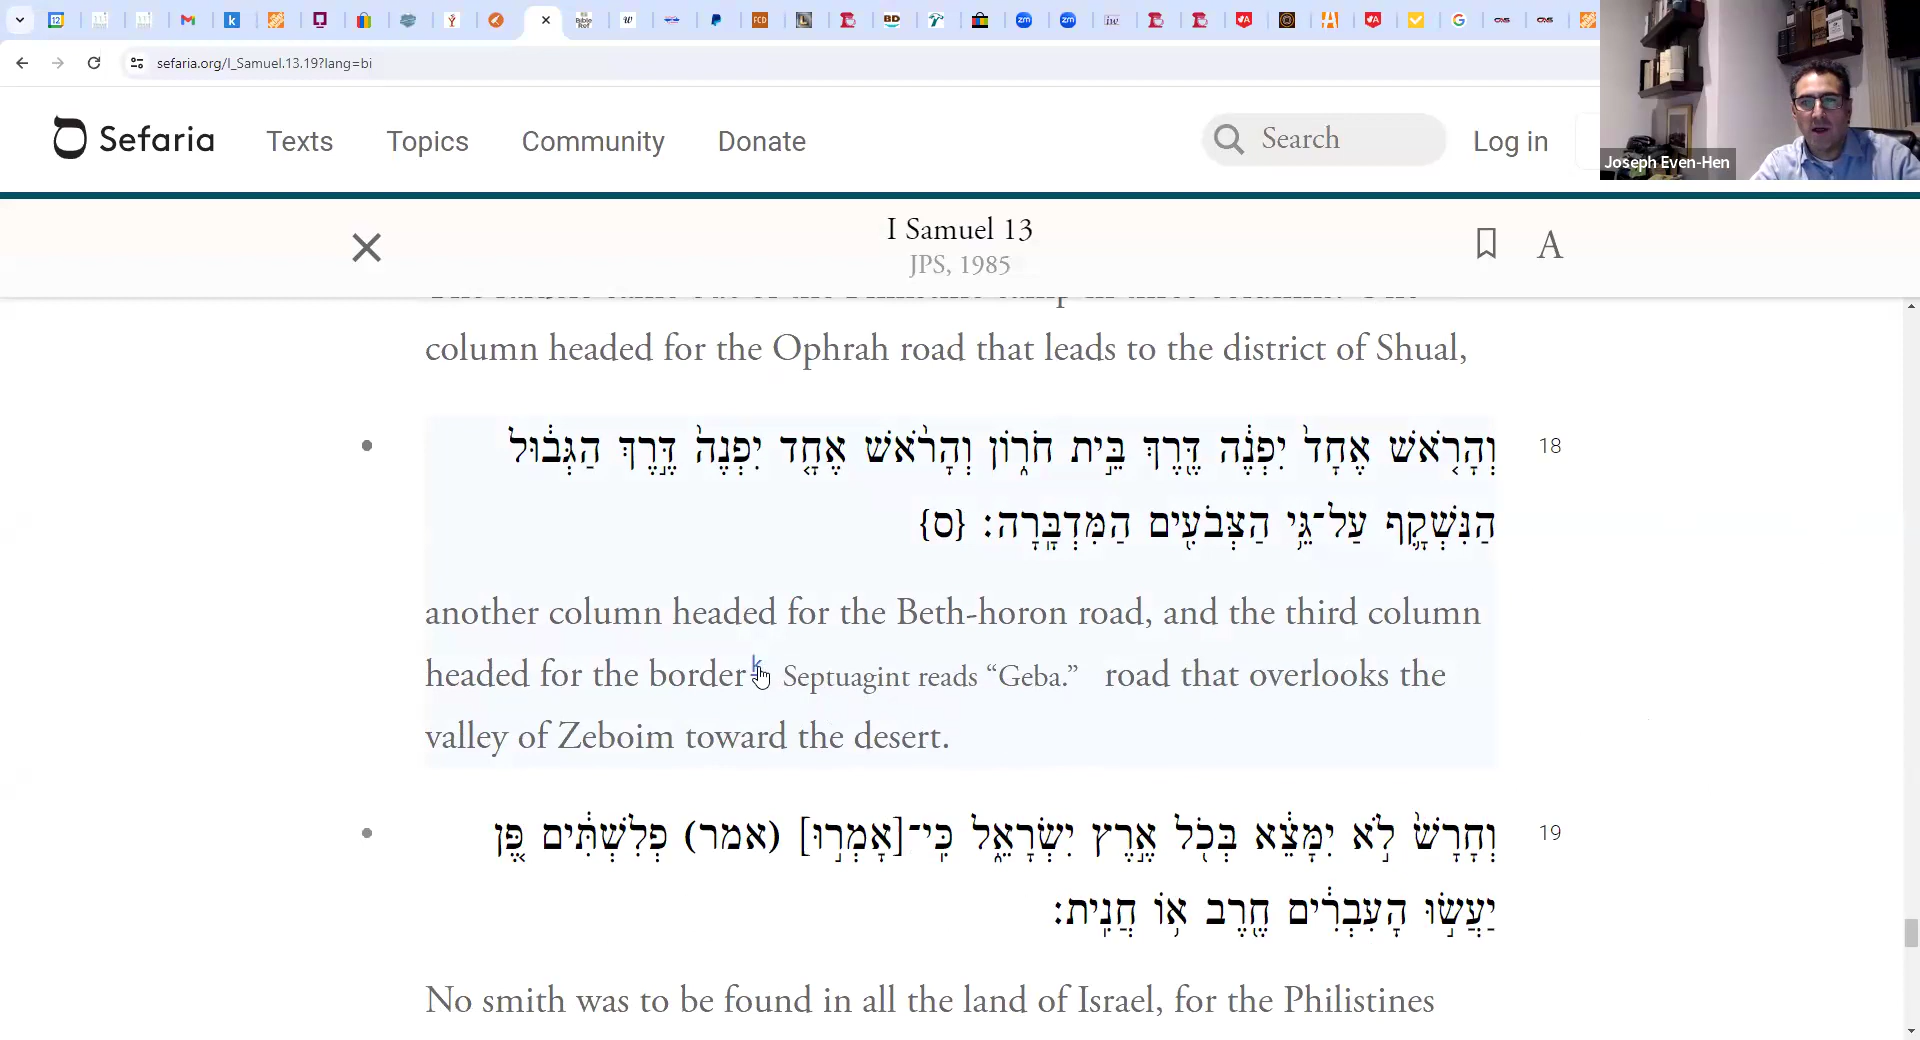 sefaria.org/I_Samuel.13.19?lang=bi
Sefaria Texts Topics Community Donate Search Log in
Joseph Even-Hen
I Samuel 13
JPS, 1985
A
column headed for the Ophrah road that leads to the district of Shual,
18
וְהָרֹ֤אשׁ אֶחָד֙ יִפְנֶ֔ה דֶּ֖רֶךְ בֵּ֣ית חֹר֑וֹן וְהָרֹ֨אשׁ אֶחָ֤ד יִפְנֶה֙ דֶּ֣רֶךְ הַגְּב֔וּל
הַנִּשְׁקָ֛ף עַל־גֵּ֥י הַצְּבֹעִ֖ים הַמִּדְבָּֽרָה׃ {ס}
another column headed for the Beth-horon road, and the third column
headed for the border k Septuagint reads “Geba.” road that overlooks the
valley of Zeboim toward the desert.
19
וְחָרָשׁ֙ לֹ֣א יִמָּצֵ֔א בְּכֹ֖ל אֶ֣רֶץ יִשְׂרָאֵ֑ל כִּֽי־[אָמְר֣וּ] (אמר) פְלִשְׁתִּ֔ים פֶּ֚ן
יַעֲשׂ֣וּ הָעִבְרִ֔ים חֶ֖רֶב א֥וֹ חֲנִֽית׃
No smith was to be found in all the land of Israel, for the Philistines